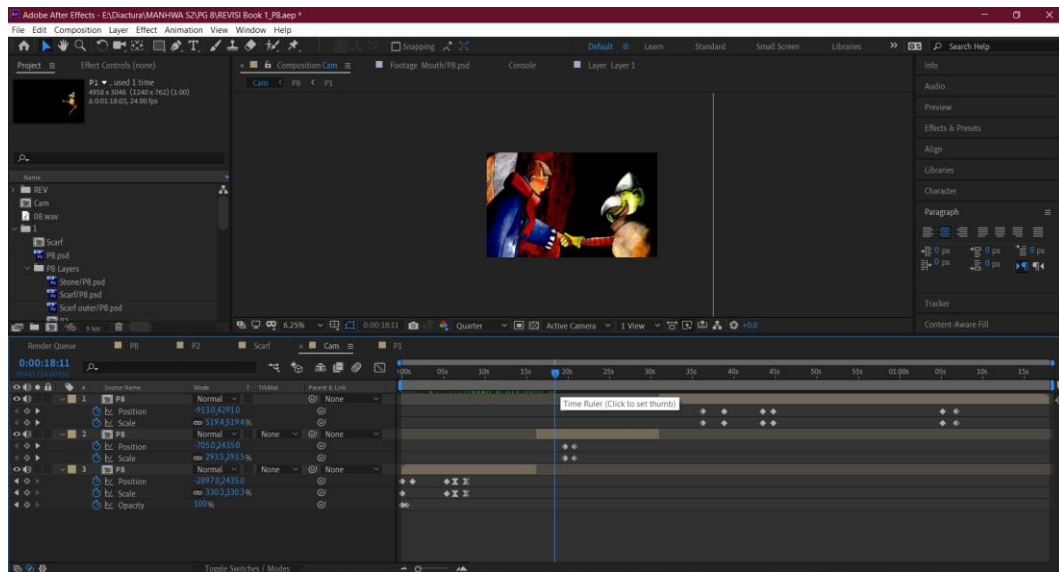 Adobe After Effects - E:\Diactura\MANHWA S2\PG 8\REVISI Book 1_P8.aep *
File Edit Composition Layer Effect Animation View Window Help
Snapping Default Learn Standard Small Screen Libraries Search Help
Project Effect Controls (none) Composition Cam Footage Mouth/P8.psd Console Layer Layer 1 Info
P1 , used 1 time Cam P8 P1
4958 x 3046 (1240 x 762) (1.00)
Δ 0:01:18:03, 24.00 fps
Audio
Preview
Effects & Presets
Align
Name Libraries
REV
Cam Character
08.wav
1 Paragraph
Scarf
P8.psd
P8 Layers 0 px 0 px 0 px
Stone/P8.psd 0 px 0 px
Scarf/P8.psd
Scarf outer/P8.psd Tracker
8 bpc 6.25% 0:00:18:11 Quarter Active Camera 1 View +0.0 Content-Aware Fill
Render Queue P8 P2 Scarf Cam P1
0:00:18:11
:00s 05s 10s 15s 20s 25s 30s 35s 40s 45s 50s 55s 01:00s 05s 10s 15s
# Source Name Mode T TrkMat Parent & Link
1 P8 Normal None Time Ruler (Click to set thumb)
Position -913.0,4291.0
Scale 519.4,519.4%
2 P8 Normal None None
Position -705.0,2435.0
Scale 293.5,293.5%
3 P8 Normal None None
Position -2897.0,2435.0
Scale 330.3,330.3%
Opacity 100%
Toggle Switches / Modes